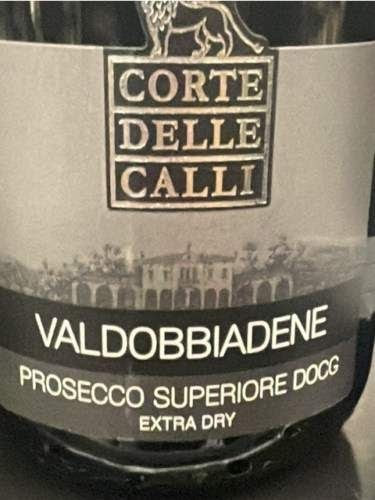 CORTE
DELLE
CALLI
VALDOBBIADENE
PROSECCO SUPERIORE DOCG
EXTRA DRY